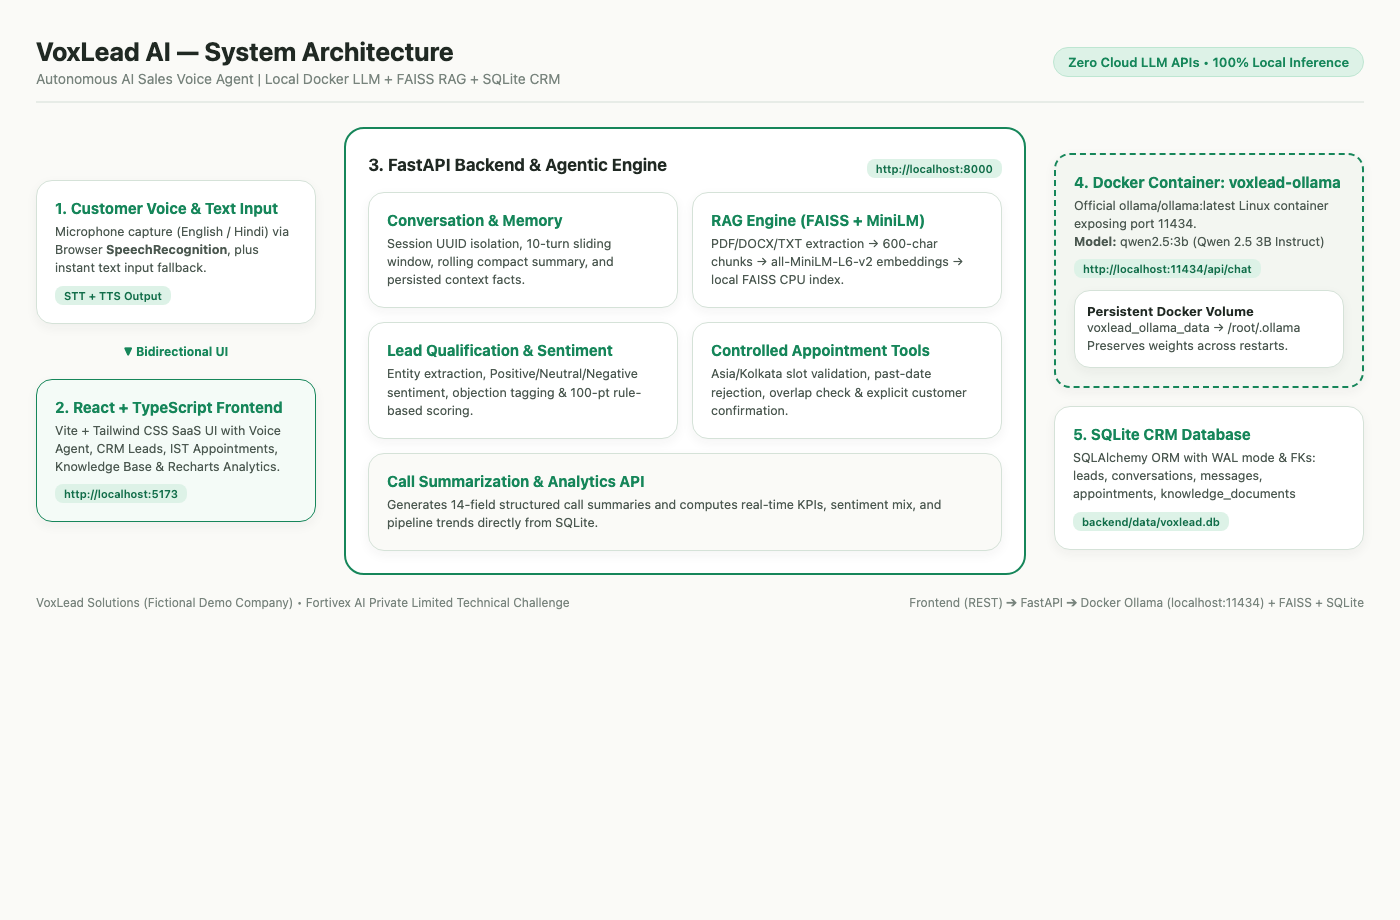 VoxLead AI — System Architecture
Autonomous AI Sales Voice Agent | Local Docker LLM + FAISS RAG + SQLite CRM
Zero Cloud LLM APIs • 100% Local Inference
1. Customer Voice & Text Input
Microphone capture (English / Hindi) via
Browser SpeechRecognition, plus
instant text input fallback.
STT + TTS Output
▼ Bidirectional UI
2. React + TypeScript Frontend
Vite + Tailwind CSS SaaS UI with Voice
Agent, CRM Leads, IST Appointments,
Knowledge Base & Recharts Analytics.
http://localhost:5173
3. FastAPI Backend & Agentic Engine
http://localhost:8000
Conversation & Memory
Session UUID isolation, 10-turn sliding
window, rolling compact summary, and
persisted context facts.
RAG Engine (FAISS + MiniLM)
PDF/DOCX/TXT extraction → 600-char
chunks → all-MiniLM-L6-v2 embeddings →
local FAISS CPU index.
Lead Qualification & Sentiment
Entity extraction, Positive/Neutral/Negative
sentiment, objection tagging & 100-pt rule-
based scoring.
Controlled Appointment Tools
Asia/Kolkata slot validation, past-date
rejection, overlap check & explicit customer
confirmation.
Call Summarization & Analytics API
Generates 14-field structured call summaries and computes real-time KPIs, sentiment mix, and
pipeline trends directly from SQLite.
4. Docker Container: voxlead-ollama
Official ollama/ollama:latest Linux container
exposing port 11434.
Model: qwen2.5:3b (Qwen 2.5 3B Instruct)
http://localhost:11434/api/chat
Persistent Docker Volume
voxlead_ollama_data → /root/.ollama
Preserves weights across restarts.
5. SQLite CRM Database
SQLAlchemy ORM with WAL mode & FKs:
leads, conversations, messages,
appointments, knowledge_documents
backend/data/voxlead.db
VoxLead Solutions (Fictional Demo Company) • Fortivex AI Private Limited Technical Challenge
Frontend (REST) ➔ FastAPI ➔ Docker Ollama (localhost:11434) + FAISS + SQLite